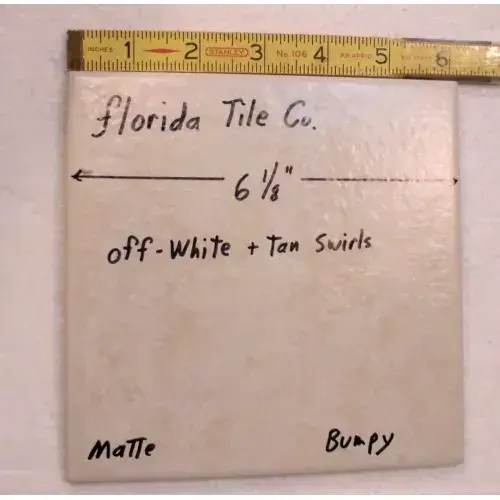 INCHES 1 2 STANLEY 3 No. 106 4 5 6
florida Tile Co.
6 1/8"
off-White + Tan Swirls
Matte Bumpy